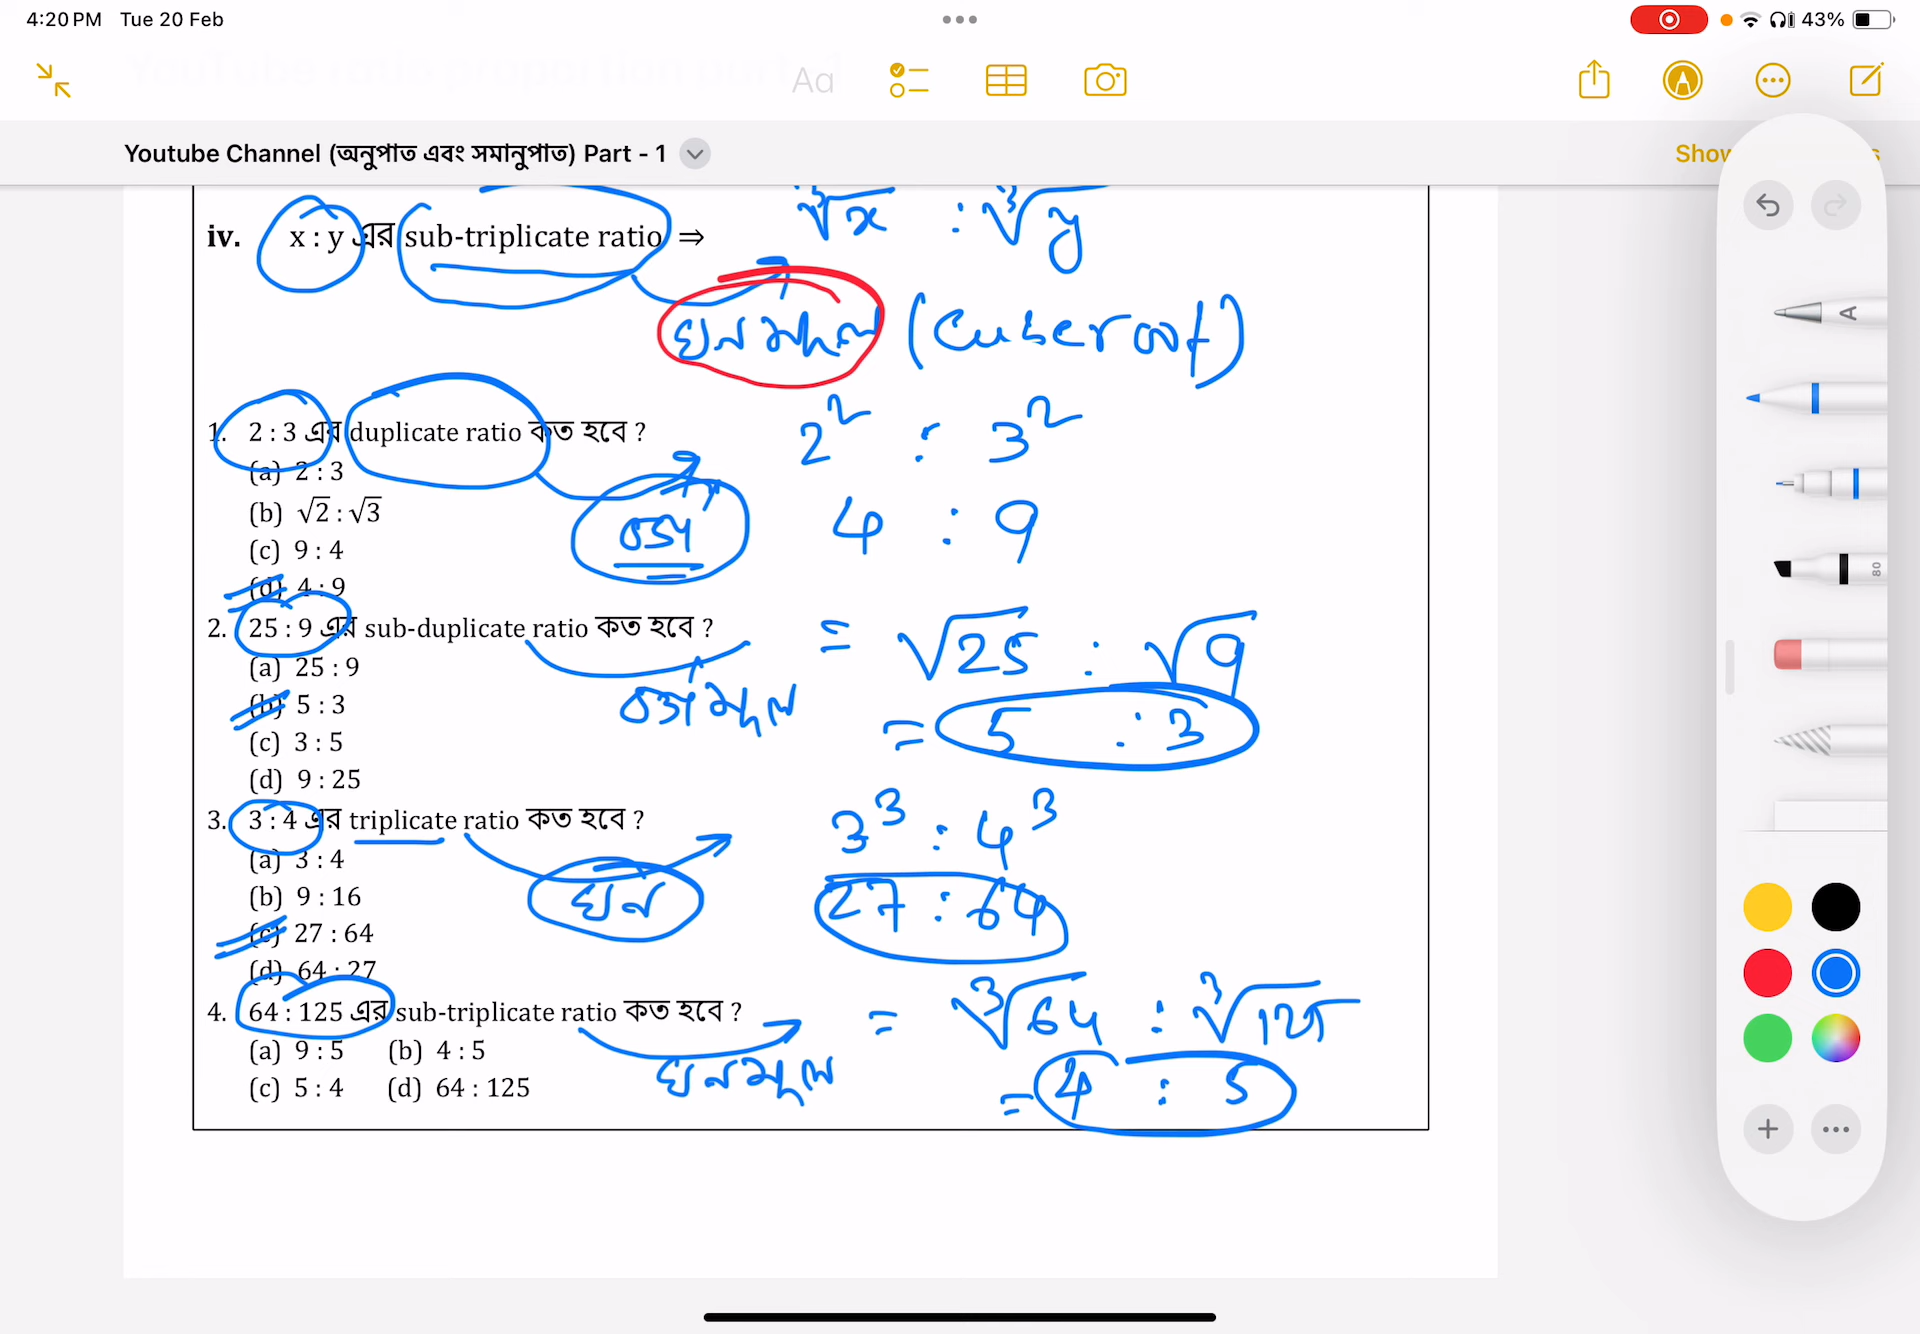 4:20 PM Tue 20 Feb
43%
Aa
Youtube Channel (অনুপাত এবং সমানুপাত) Part - 1
Show
iv. x : y এর sub-triplicate ratio ⇒ ∛x : ∛y
ঘনমূল (Cuberoot)
1. 2 : 3 এর duplicate ratio কত হবে ? 2² : 3²
(a) 2 : 3
(b) √2 : √3
বর্গ 4 : 9
(c) 9 : 4
(d) 4 : 9
2. 25 : 9 এর sub-duplicate ratio কত হবে ? = √25 : √9
(a) 25 : 9
(b) 5 : 3 বর্গমূল = 5 : 3
(c) 3 : 5
(d) 9 : 25
3. 3 : 4 এর triplicate ratio কত হবে ? 3³ : 4³
(a) 3 : 4
(b) 9 : 16 ঘন 27 : 64
(c) 27 : 64
(d) 64 : 27
4. 64 : 125 এর sub-triplicate ratio কত হবে ? = ∛64 : ∛125
(a) 9 : 5 (b) 4 : 5
ঘনমূল = 4 : 5
(c) 5 : 4 (d) 64 : 125
A
80